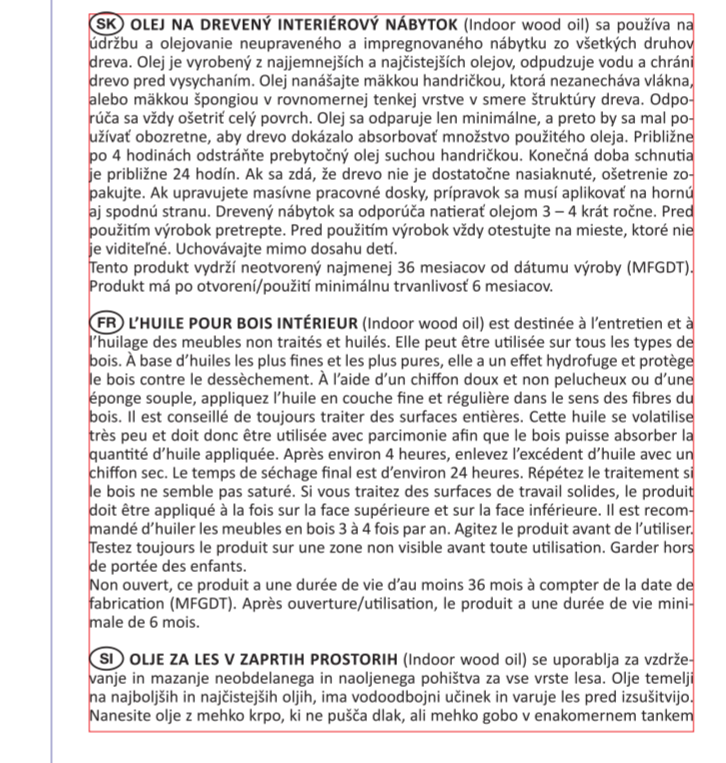 SK OLEJ NA DREVENÝ INTERIÉROVÝ NÁBYTOK (Indoor wood oil) sa používa na
údržbu a olejovanie neupraveného a impregnovaného nábytku zo všetkých druhov
dreva. Olej je vyrobený z najjemnejších a najčistejších olejov, odpudzuje vodu a chráni
drevo pred vysychaním. Olej nanášajte mäkkou handričkou, ktorá nezanecháva vlákna,
alebo mäkkou špongiou v rovnomernej tenkej vrstve v smere štruktúry dreva. Odpo-
rúča sa vždy ošetriť celý povrch. Olej sa odparuje len minimálne, a preto by sa mal po-
užívať obozretne, aby drevo dokázalo absorbovať množstvo použitého oleja. Približne
po 4 hodinách odstráňte prebytočný olej suchou handričkou. Konečná doba schnutia
je približne 24 hodín. Ak sa zdá, že drevo nie je dostatočne nasiaknuté, ošetrenie zo-
pakujte. Ak upravujete masívne pracovné dosky, prípravok sa musí aplikovať na hornú
aj spodnú stranu. Drevený nábytok sa odporúča natierať olejom 3 – 4 krát ročne. Pred
použitím výrobok pretrepte. Pred použitím výrobok vždy otestujte na mieste, ktoré nie
je viditeľné. Uchovávajte mimo dosahu detí.
Tento produkt vydrží neotvorený najmenej 36 mesiacov od dátumu výroby (MFGDT).
Produkt má po otvorení/použití minimálnu trvanlivosť 6 mesiacov.
FR L’HUILE POUR BOIS INTÉRIEUR (Indoor wood oil) est destinée à l’entretien et à
l’huilage des meubles non traités et huilés. Elle peut être utilisée sur tous les types de
bois. À base d’huiles les plus fines et les plus pures, elle a un effet hydrofuge et protège
le bois contre le dessèchement. À l’aide d’un chiffon doux et non pelucheux ou d’une
éponge souple, appliquez l’huile en couche fine et régulière dans le sens des fibres du
bois. Il est conseillé de toujours traiter des surfaces entières. Cette huile se volatilise
très peu et doit donc être utilisée avec parcimonie afin que le bois puisse absorber la
quantité d’huile appliquée. Après environ 4 heures, enlevez l’excédent d’huile avec un
chiffon sec. Le temps de séchage final est d’environ 24 heures. Répétez le traitement si
le bois ne semble pas saturé. Si vous traitez des surfaces de travail solides, le produit
doit être appliqué à la fois sur la face supérieure et sur la face inférieure. Il est recom-
mandé d’huiler les meubles en bois 3 à 4 fois par an. Agitez le produit avant de l’utiliser.
Testez toujours le produit sur une zone non visible avant toute utilisation. Garder hors
de portée des enfants.
Non ouvert, ce produit a une durée de vie d’au moins 36 mois à compter de la date de
fabrication (MFGDT). Après ouverture/utilisation, le produit a une durée de vie mini-
male de 6 mois.
SI OLJE ZA LES V ZAPRTIH PROSTORIH (Indoor wood oil) se uporablja za vzdrže-
vanje in mazanje neobdelanega in naoljenega pohištva za vse vrste lesa. Olje temelji
na najboljših in najčistejših oljih, ima vodoodbojni učinek in varuje les pred izsušitvijo.
Nanesite olje z mehko krpo, ki ne pušča dlak, ali mehko gobo v enakomernem tankem